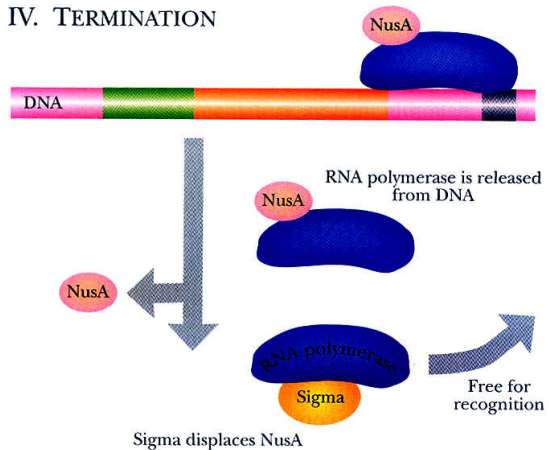 IV. TERMINATION
NusA
DNA
RNA polymerase is released
from DNA
NusA
NusA
RNA polymerase
Sigma
Free for
recognition
Sigma displaces NusA